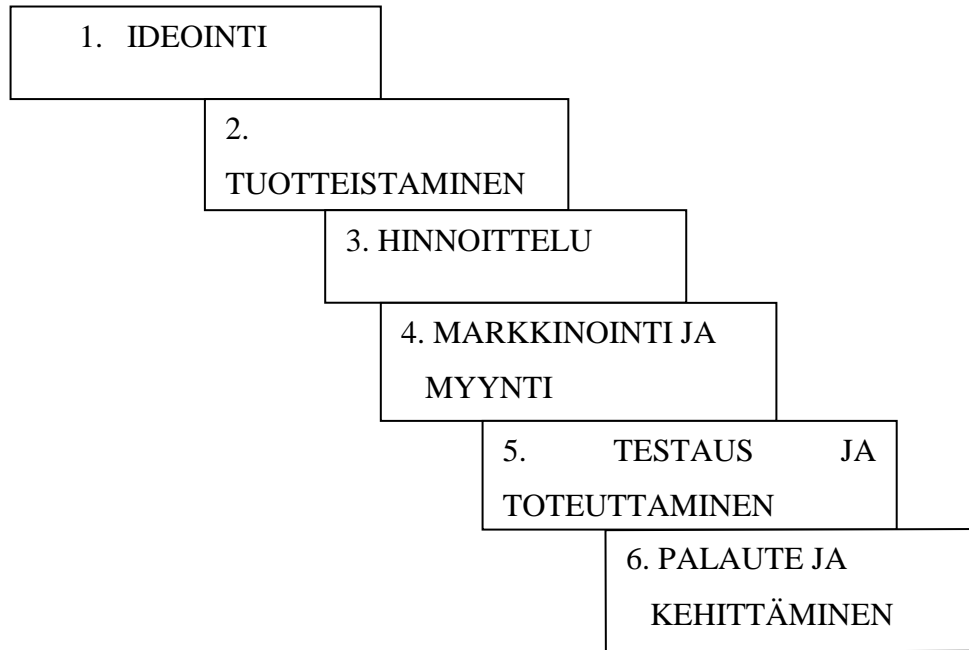 1. IDEOINTI
2.
TUOTTEISTAMINEN
3. HINNOITTELU
4. MARKKINOINTI JA
MYYNTI
5. TESTAUS JA
TOTEUTTAMINEN
6. PALAUTE JA
KEHITTÄMINEN